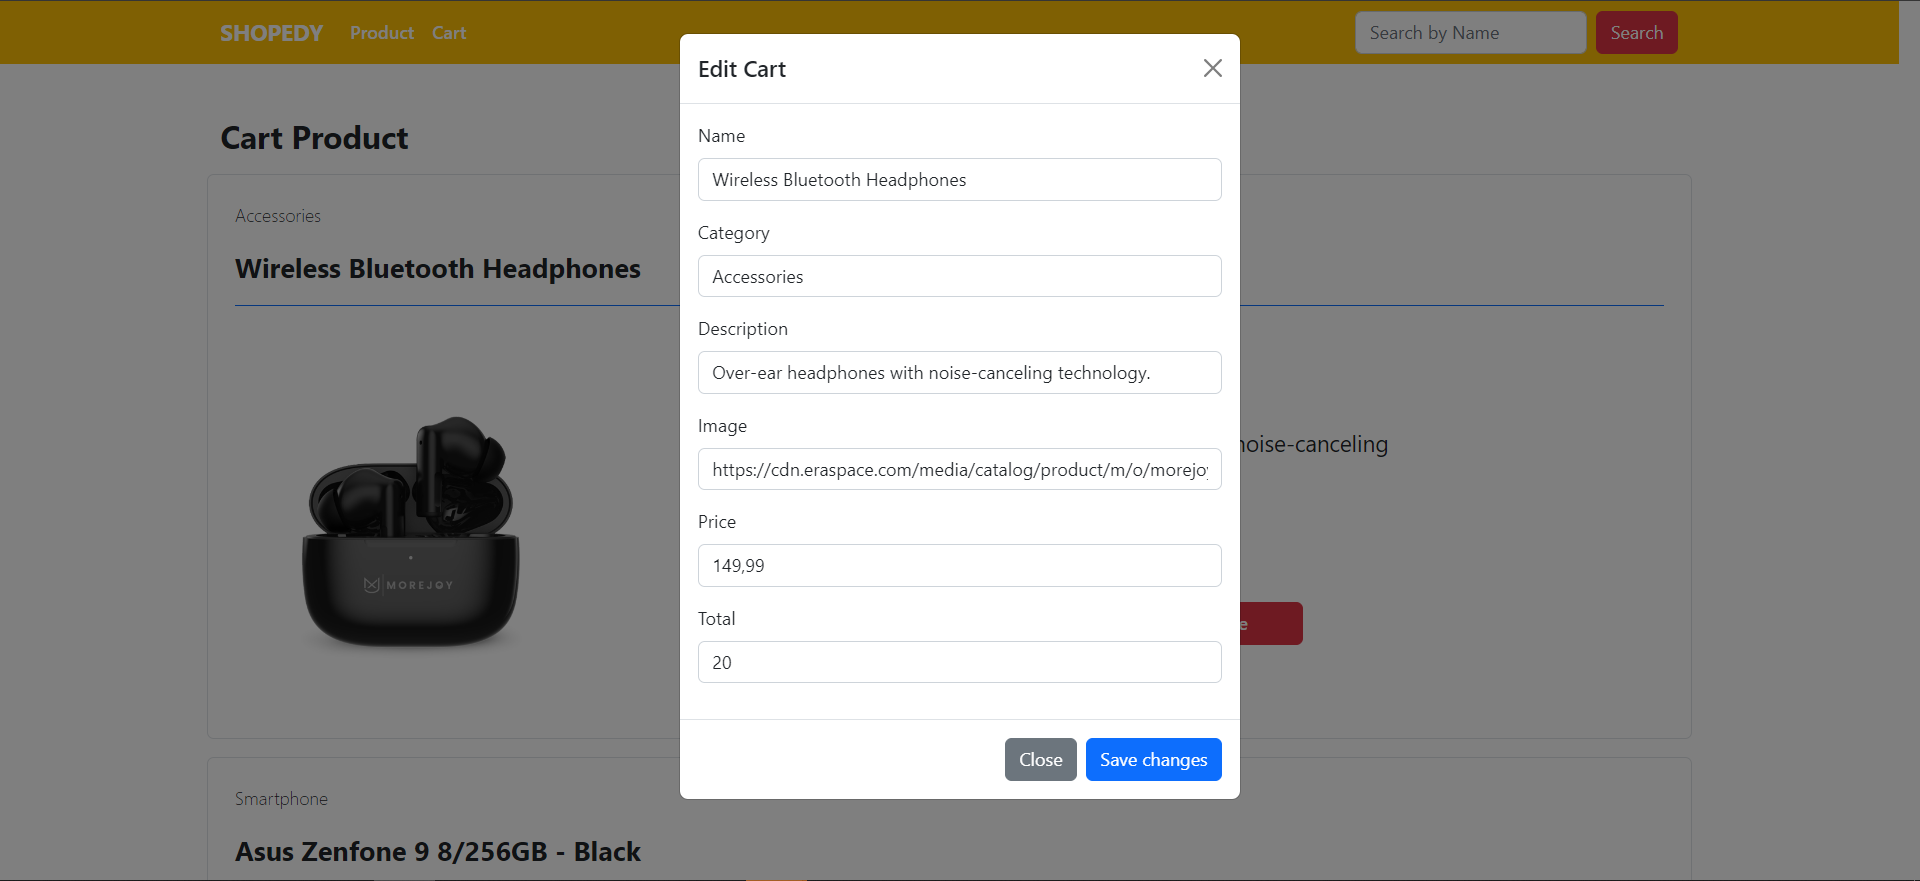 SHOPEDY Product Cart Search by Name Search
Edit Cart
Cart Product
Accessories
Wireless Bluetooth Headphones
MOREJOY
noise-canceling
Name
Wireless Bluetooth Headphones
Category
Accessories
Description
Over-ear headphones with noise-canceling technology.
Image
https://cdn.eraspace.com/media/catalog/product/m/o/morejoy
Price
149,99
Total
20
Close Save changes
Smartphone
Asus Zenfone 9 8/256GB - Black